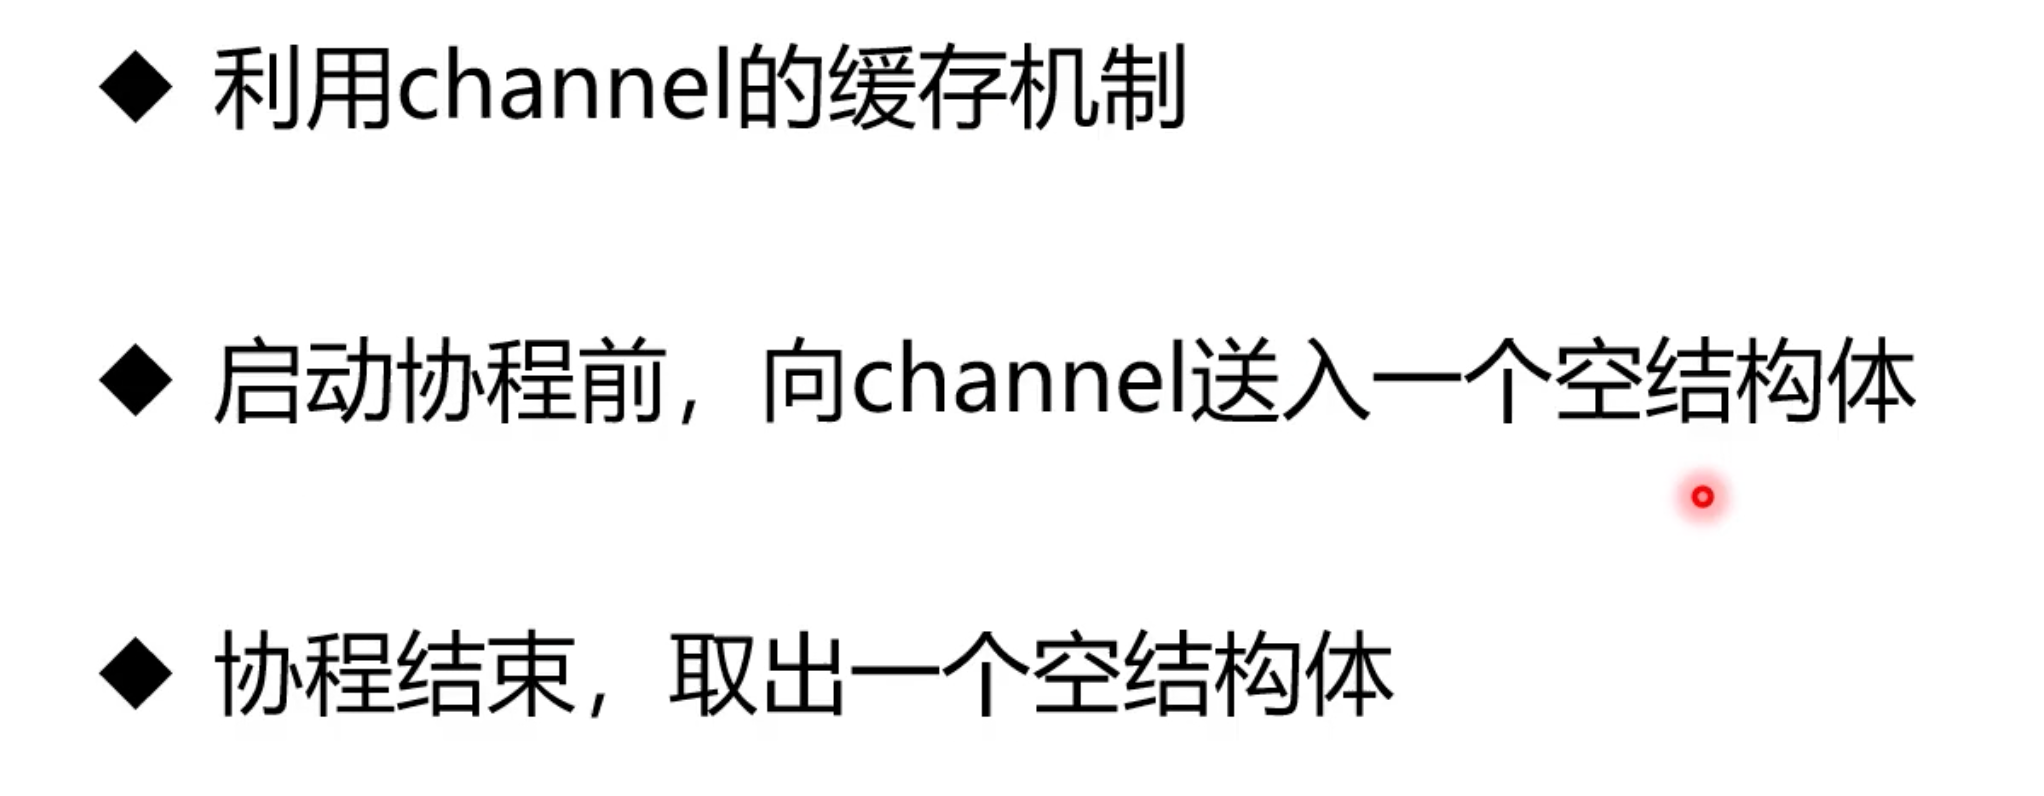 ◆ 利用channel的缓存机制
◆ 启动协程前，向channel送入一个空结构体
◆ 协程结束，取出一个空结构体